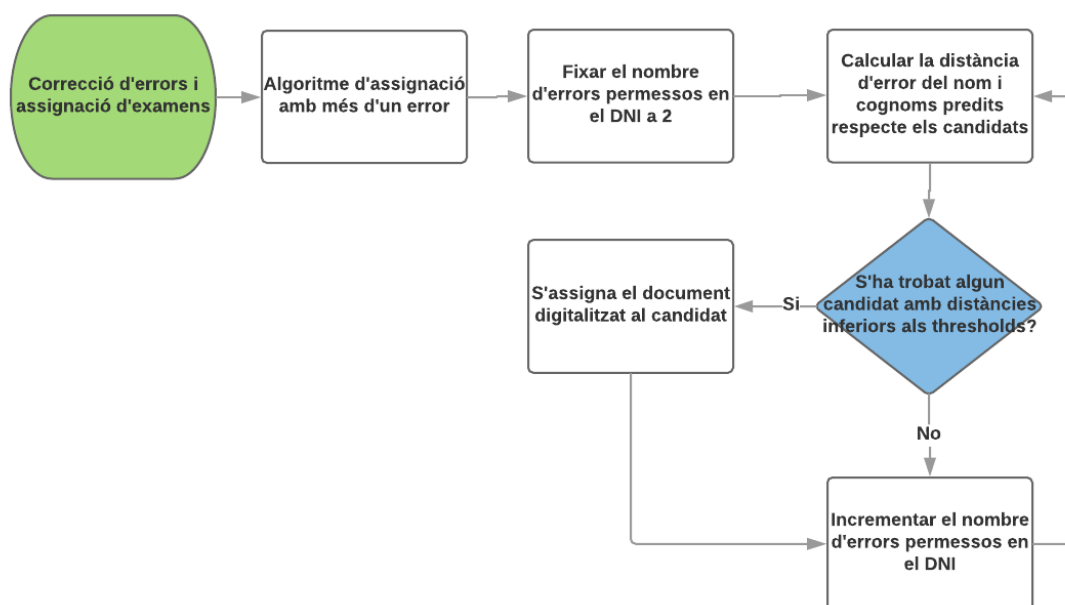 Correcció d'errors i
assignació d'examens
Algoritme d'assignació
amb més d'un error
Fixar el nombre
d'errors permessos en
el DNI a 2
Calcular la distància
d'error del nom i
cognoms predits
respecte els candidats
S'ha trobat algun
candidat amb distàncies
inferiors als thresholds?
Si
S'assigna el document
digitalitzat al candidat
No
Incrementar el nombre
d'errors permessos en
el DNI